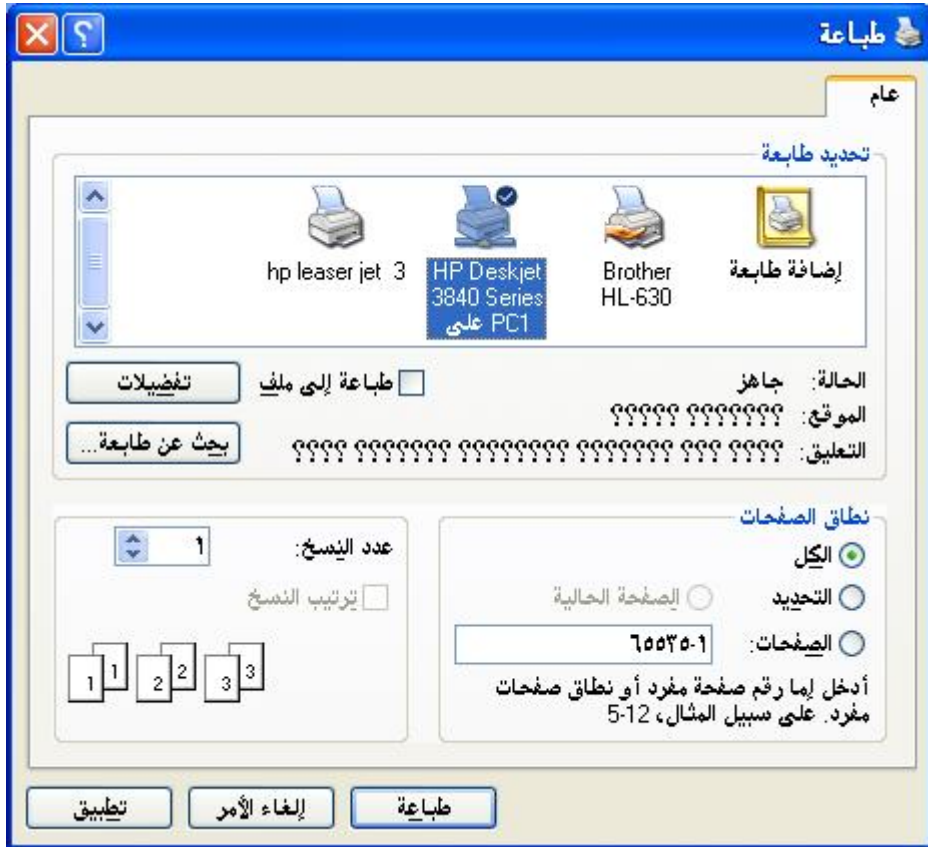 طباعة
عام
تحديد طابعة
إضافة طابعة
Brother
HL-630
HP Deskjet
3840 Series
على PC1
hp leaser jet 3
الحالة: جاهز
طباعة إلى ملف
تفضيلات
الموقع: ؟؟؟؟؟؟؟ ؟؟؟؟؟
التعليق: ؟؟؟؟ ؟؟؟ ؟؟؟؟؟؟؟ ؟؟؟؟؟؟؟؟ ؟؟؟؟؟؟؟ ؟؟؟؟
بحث عن طابعة...
نطاق الصفحات
الكل
التحديد
الصفحة الحالية
الصفحات: ١-٦٥٥٣٥
أدخل إما رقم صفحة مفرد أو نطاق صفحات
مفرد. على سبيل المثال، 12-5
عدد النسخ: ١
ترتيب النسخ
1 1 2 2 3 3
طباعة
إلغاء الأمر
تطبيق